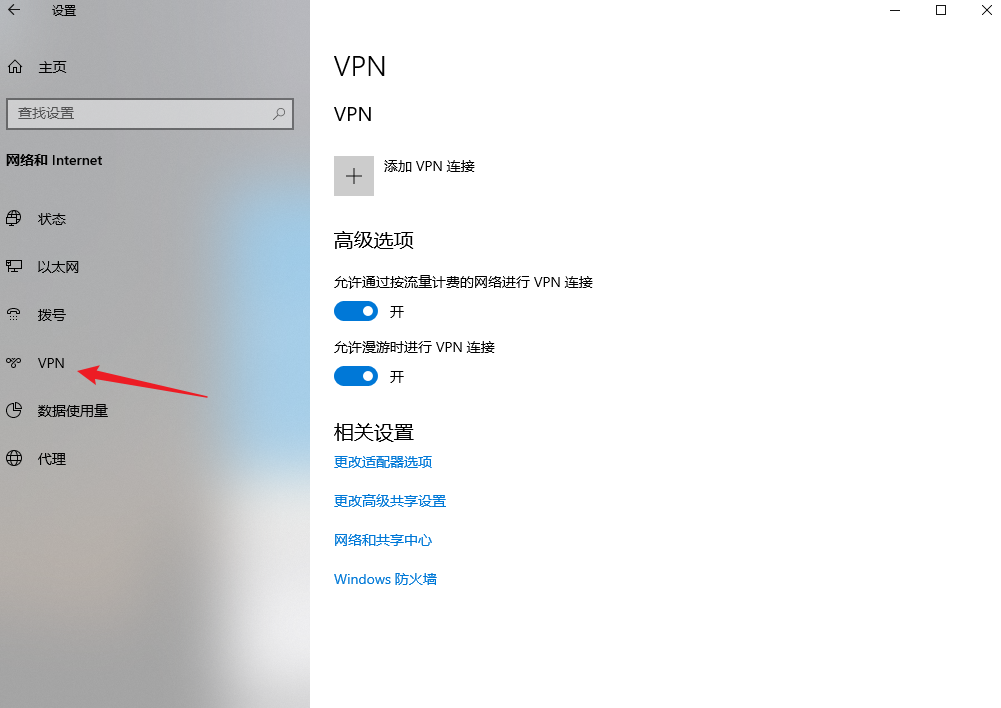 设置
主页
查找设置
网络和 Internet
状态
以太网
拨号
VPN
数据使用量
代理
VPN
VPN
添加 VPN 连接
高级选项
允许通过按流量计费的网络进行 VPN 连接
开
允许漫游时进行 VPN 连接
开
相关设置
更改适配器选项
更改高级共享设置
网络和共享中心
Windows 防火墙